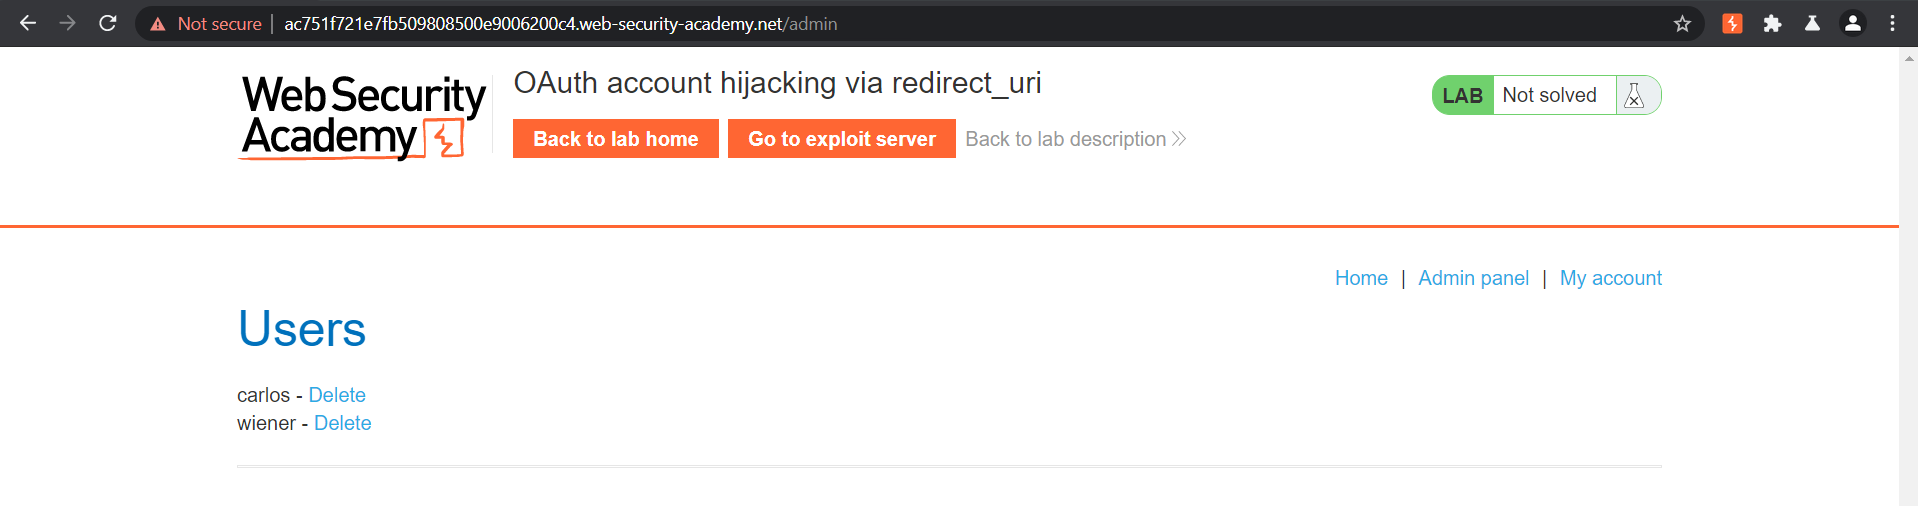 Not secure | ac751f721e7fb509808500e9006200c4.web-security-academy.net/admin
Web Security
Academy
OAuth account hijacking via redirect_uri
Back to lab home
Go to exploit server
Back to lab description >>
LAB Not solved
Home | Admin panel | My account
Users
carlos - Delete
wiener - Delete